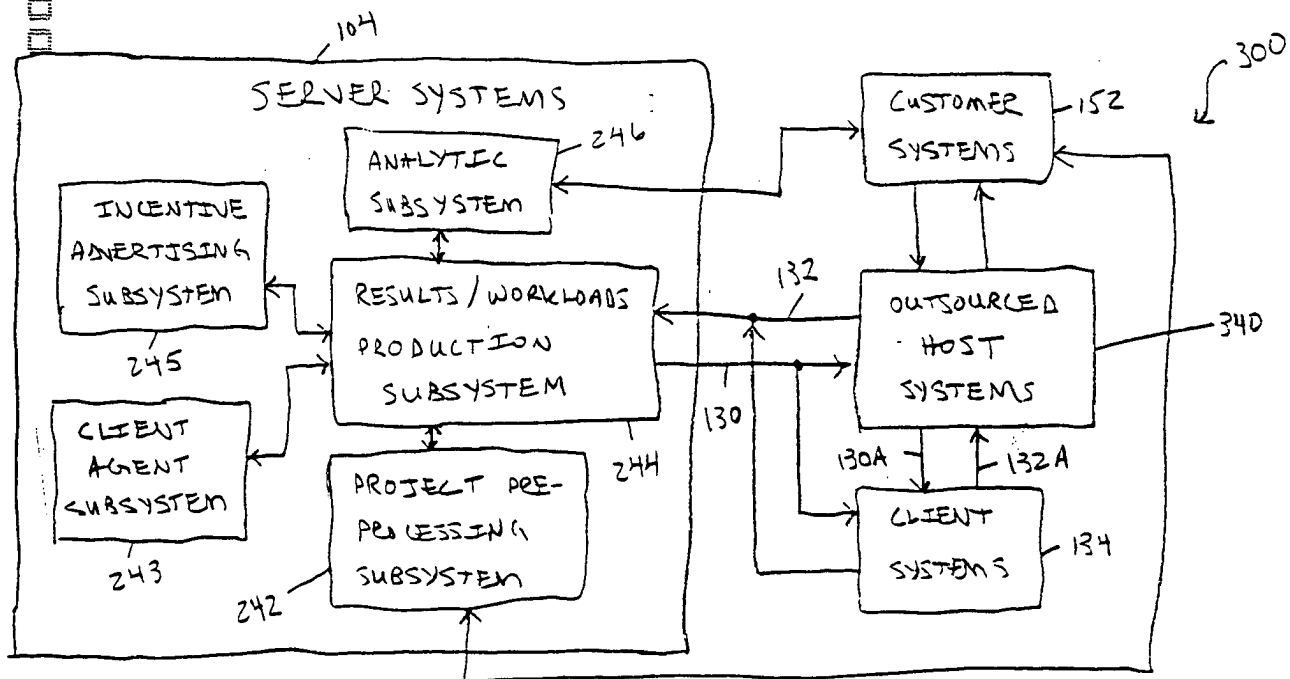 104
300
SERVER SYSTEMS
CUSTOMER
SYSTEMS
152
246
ANALYTIC
SUBSYSTEM
INCENTIVE
ADVERTISING
SUBSYSTEM
245
RESULTS/WORKLOADS
PRODUCTION
SUBSYSTEM
132
OUTSOURCED
HOST
SYSTEMS
340
130
244
CLIENT
AGENT
SUBSYSTEM
243
PROJECT PRE-
PROCESSING
SUBSYSTEM
242
130A
132A
CLIENT
SYSTEMS
134